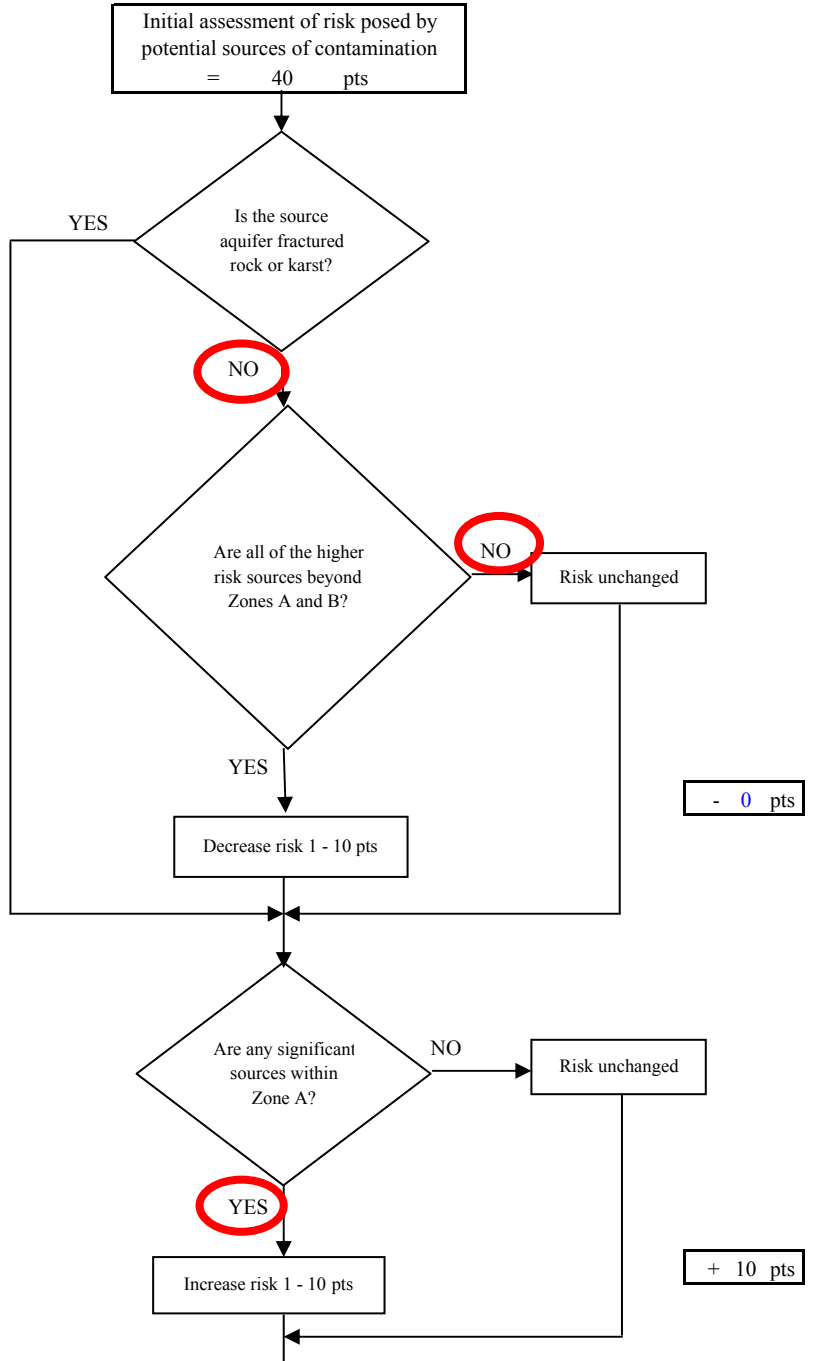 Initial assessment of risk posed by
potential sources of contamination
= 40 pts
YES
Is the source
aquifer fractured
rock or karst?
NO
Are all of the higher
risk sources beyond
Zones A and B?
NO
Risk unchanged
YES
- 0 pts
Decrease risk 1 - 10 pts
Are any significant
sources within
Zone A?
NO
Risk unchanged
YES
Increase risk 1 - 10 pts
+ 10 pts